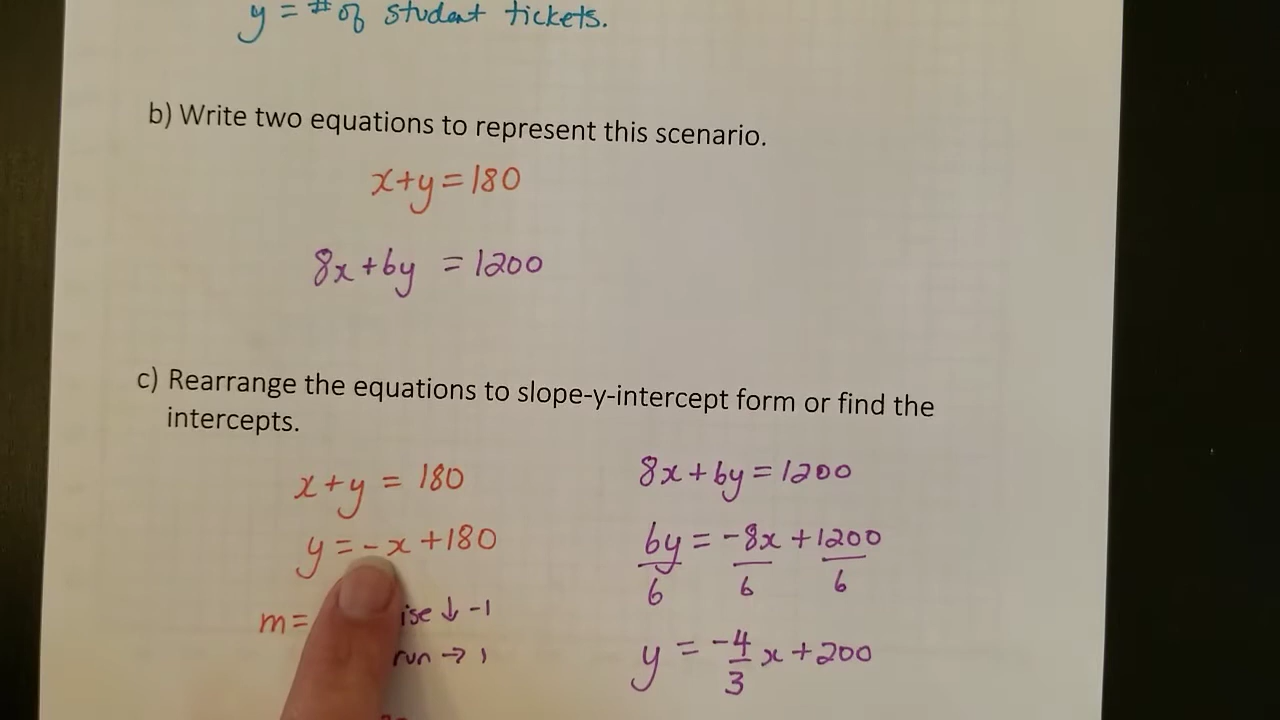 y = # of student tickets.
b) Write two equations to represent this scenario.
x+y=180
8x+6y = 1200
c) Rearrange the equations to slope-y-intercept form or find the
intercepts.
x+y = 180
y = -x +180
m= ise ↓ -1
run → 1
8x+6y = 1200
6y = -8x + 1200
6 6 6
y = -4/3 x + 200